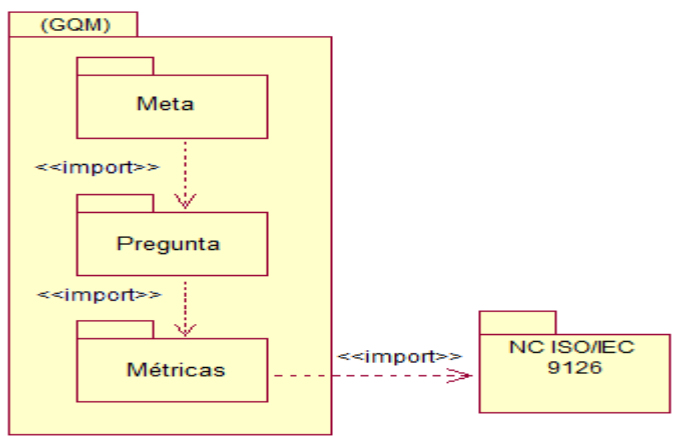 (GQM)
Meta
<<import>>
Pregunta
<<import>>
Métricas
<<import>>
NC ISO/IEC
9126